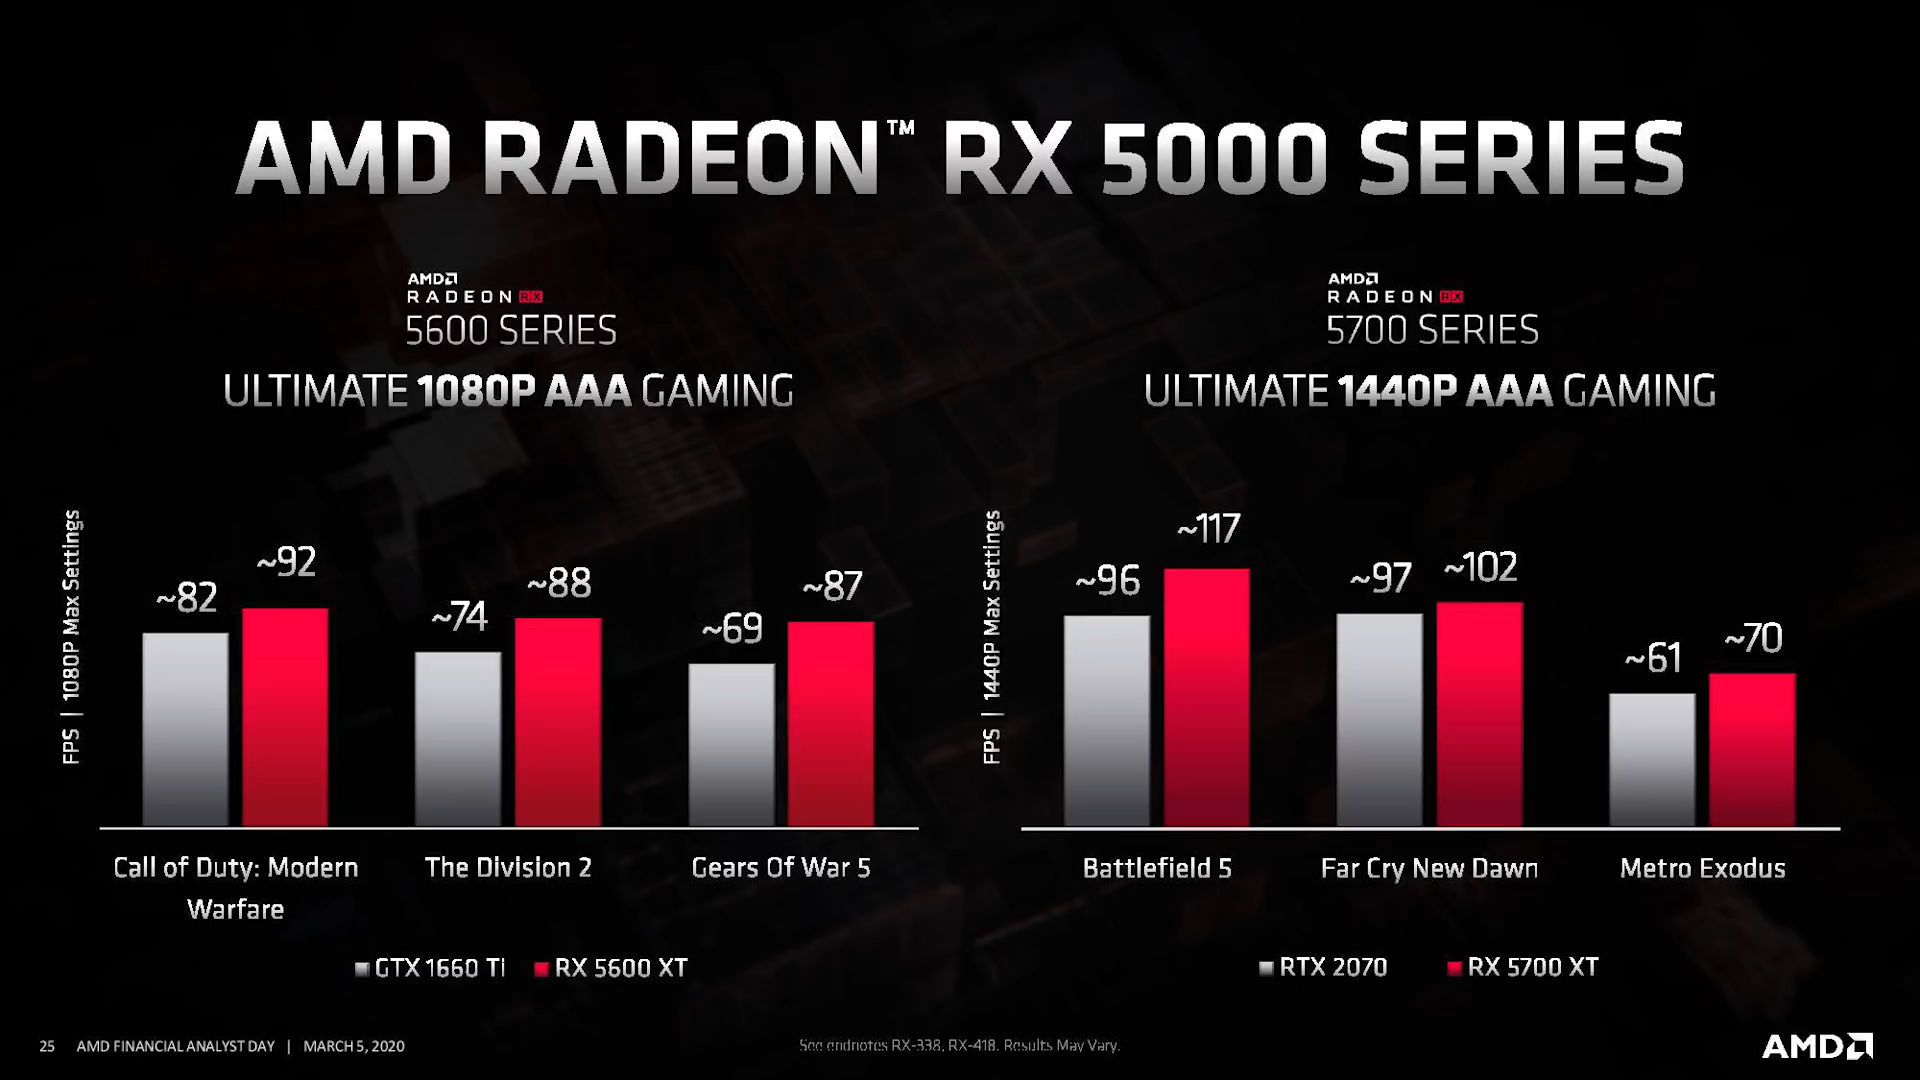 AMD RADEON™ RX 5000 SERIES
AMD
RADEON RX
5600 SERIES
ULTIMATE 1080P AAA GAMING
FPS | 1080P Max Settings
~82
~92
~74
~88
~69
~87
Call of Duty: Modern
Warfare
The Division 2
Gears Of War 5
GTX 1660 Ti
RX 5600 XT
AMD
RADEON RX
5700 SERIES
ULTIMATE 1440P AAA GAMING
FPS | 1440P Max Settings
~96
~117
~97
~102
~61
~70
Battlefield 5
Far Cry New Dawn
Metro Exodus
RTX 2070
RX 5700 XT
25 AMD FINANCIAL ANALYST DAY | MARCH 5, 2020
See endnotes RX-338, RX-418. Results May Vary.
AMD